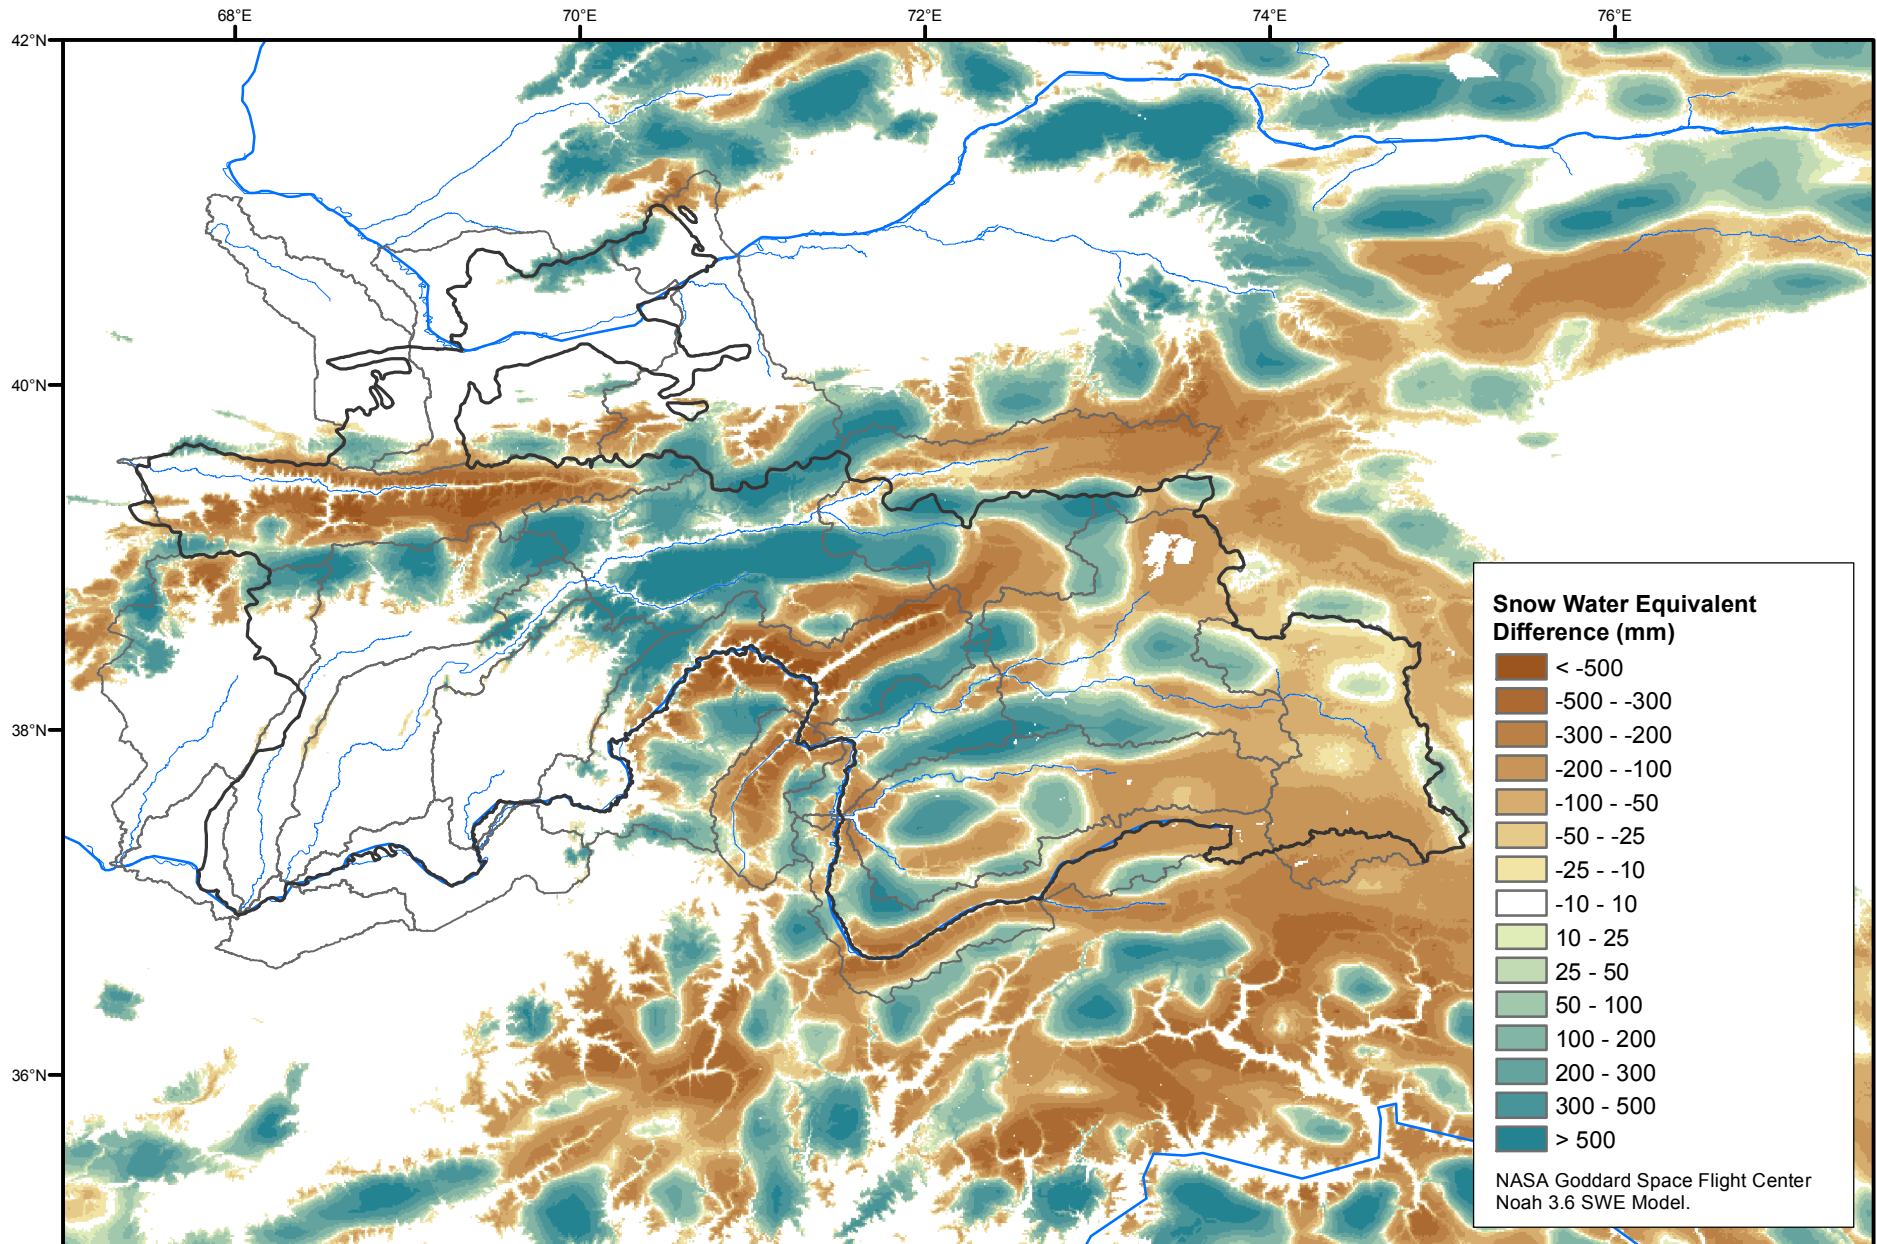 68°E
70°E
72°E
74°E
76°E
42°N
40°N
38°N
36°N
Snow Water Equivalent
Difference (mm)
< -500
-500 - -300
-300 - -200
-200 - -100
-100 - -50
-50 - -25
-25 - -10
-10 - 10
10 - 25
25 - 50
50 - 100
100 - 200
200 - 300
300 - 500
> 500
NASA Goddard Space Flight Center
Noah 3.6 SWE Model.